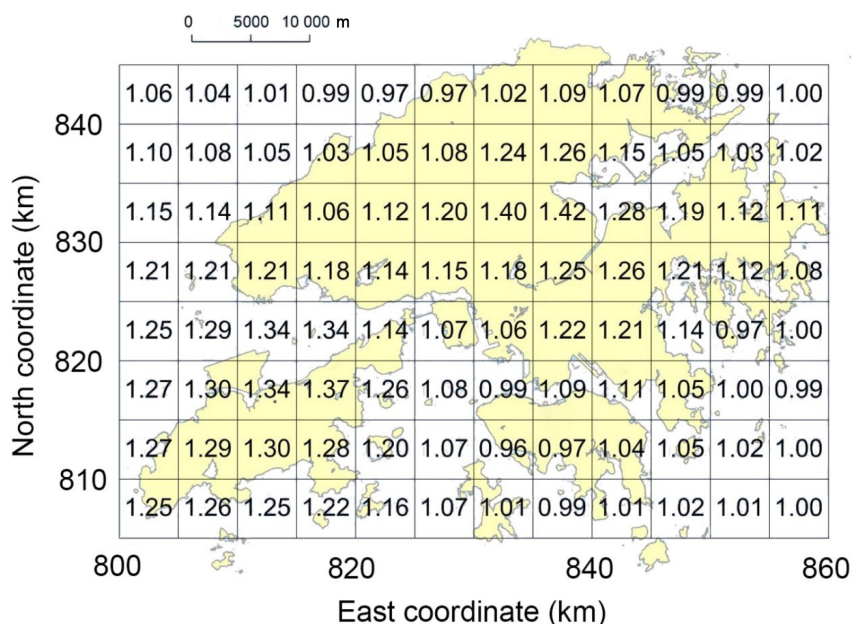 0 5000 10 000 m
1.06 1.04 1.01 0.99 0.97 0.97 1.02 1.09 1.07 0.99 0.99 1.00
840
1.10 1.08 1.05 1.03 1.05 1.08 1.24 1.26 1.15 1.05 1.03 1.02
1.15 1.14 1.11 1.06 1.12 1.20 1.40 1.42 1.28 1.19 1.12 1.11
830
1.21 1.21 1.21 1.18 1.14 1.15 1.18 1.25 1.26 1.21 1.12 1.08
1.25 1.29 1.34 1.34 1.14 1.07 1.06 1.22 1.21 1.14 0.97 1.00
820
1.27 1.30 1.34 1.37 1.26 1.08 0.99 1.09 1.11 1.05 1.00 0.99
1.27 1.29 1.30 1.28 1.20 1.07 0.96 0.97 1.04 1.05 1.02 1.00
810
1.25 1.26 1.25 1.22 1.16 1.07 1.01 0.99 1.01 1.02 1.01 1.00
North coordinate (km)
800 820 840 860
East coordinate (km)